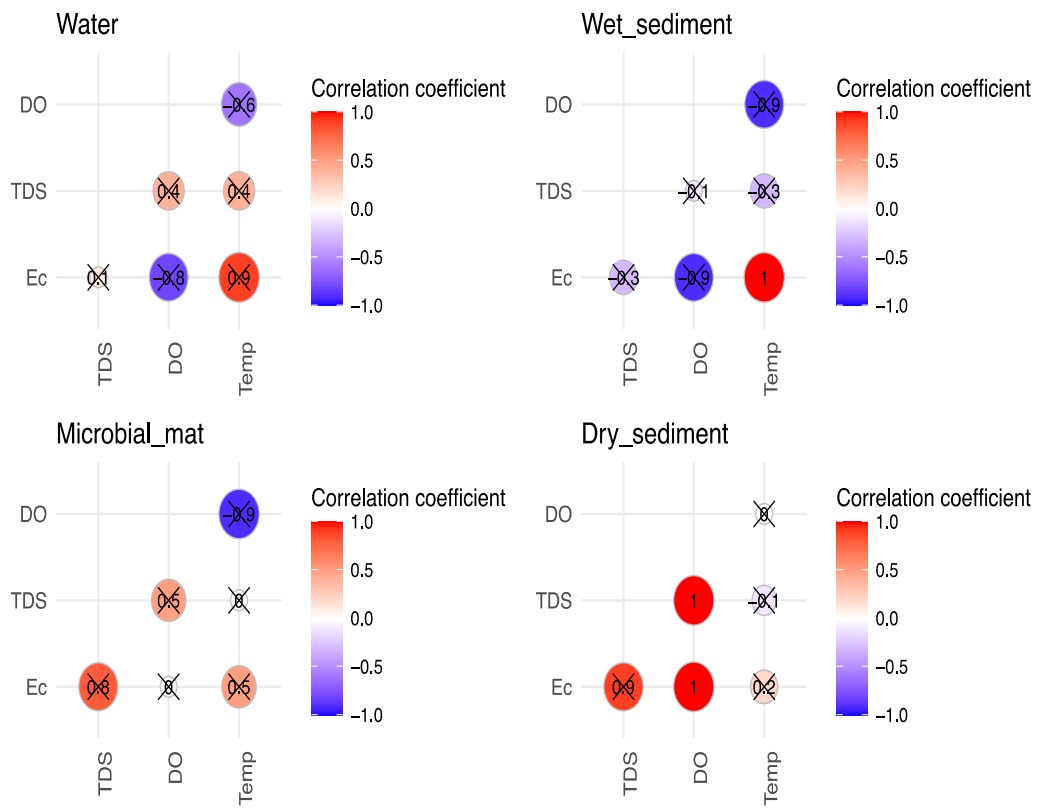 Water
Correlation coefficient
DO
TDS
Ec
−0.6
0.4
0.4
0.1
−0.8
0.9
TDS
DO
Temp
1.0
0.5
0.0
−0.5
−1.0
Wet_sediment
Correlation coefficient
DO
TDS
Ec
−0.9
−0.1
−0.3
−0.3
−0.9
1
TDS
DO
Temp
1.0
0.5
0.0
−0.5
−1.0
Microbial_mat
Correlation coefficient
DO
TDS
Ec
−0.9
0.5
0
0.8
0
0.5
TDS
DO
Temp
1.0
0.5
0.0
−0.5
−1.0
Dry_sediment
Correlation coefficient
DO
TDS
Ec
0
1
−0.1
0.9
1
0.2
TDS
DO
Temp
1.0
0.5
0.0
−0.5
−1.0